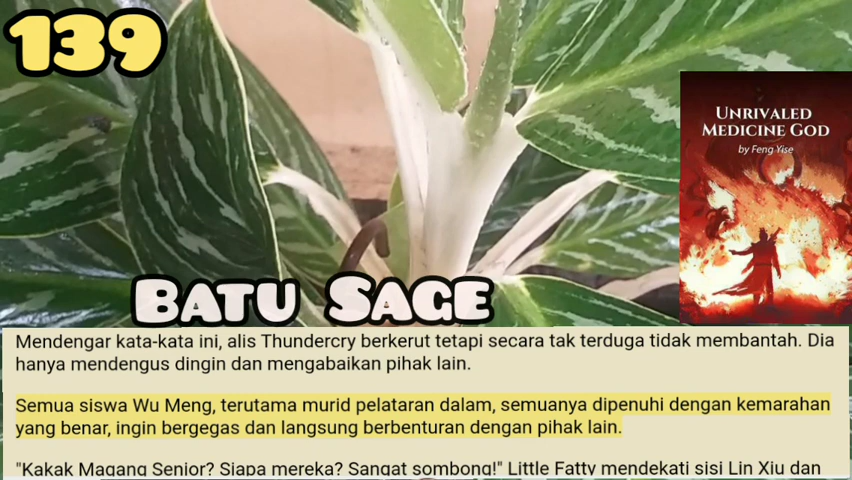 139
UNRIVALED
MEDICINE GOD
by Feng Yise
BATU SAGE
Mendengar kata-kata ini, alis Thundercry berkerut tetapi secara tak terduga tidak membantah. Dia
hanya mendengus dingin dan mengabaikan pihak lain.
Semua siswa Wu Meng, terutama murid pelataran dalam, semuanya dipenuhi dengan kemarahan
yang benar, ingin bergegas dan langsung berbenturan dengan pihak lain.
"Kakak Magang Senior? Siapa mereka? Sangat sombong!" Little Fatty mendekati sisi Lin Xiu dan